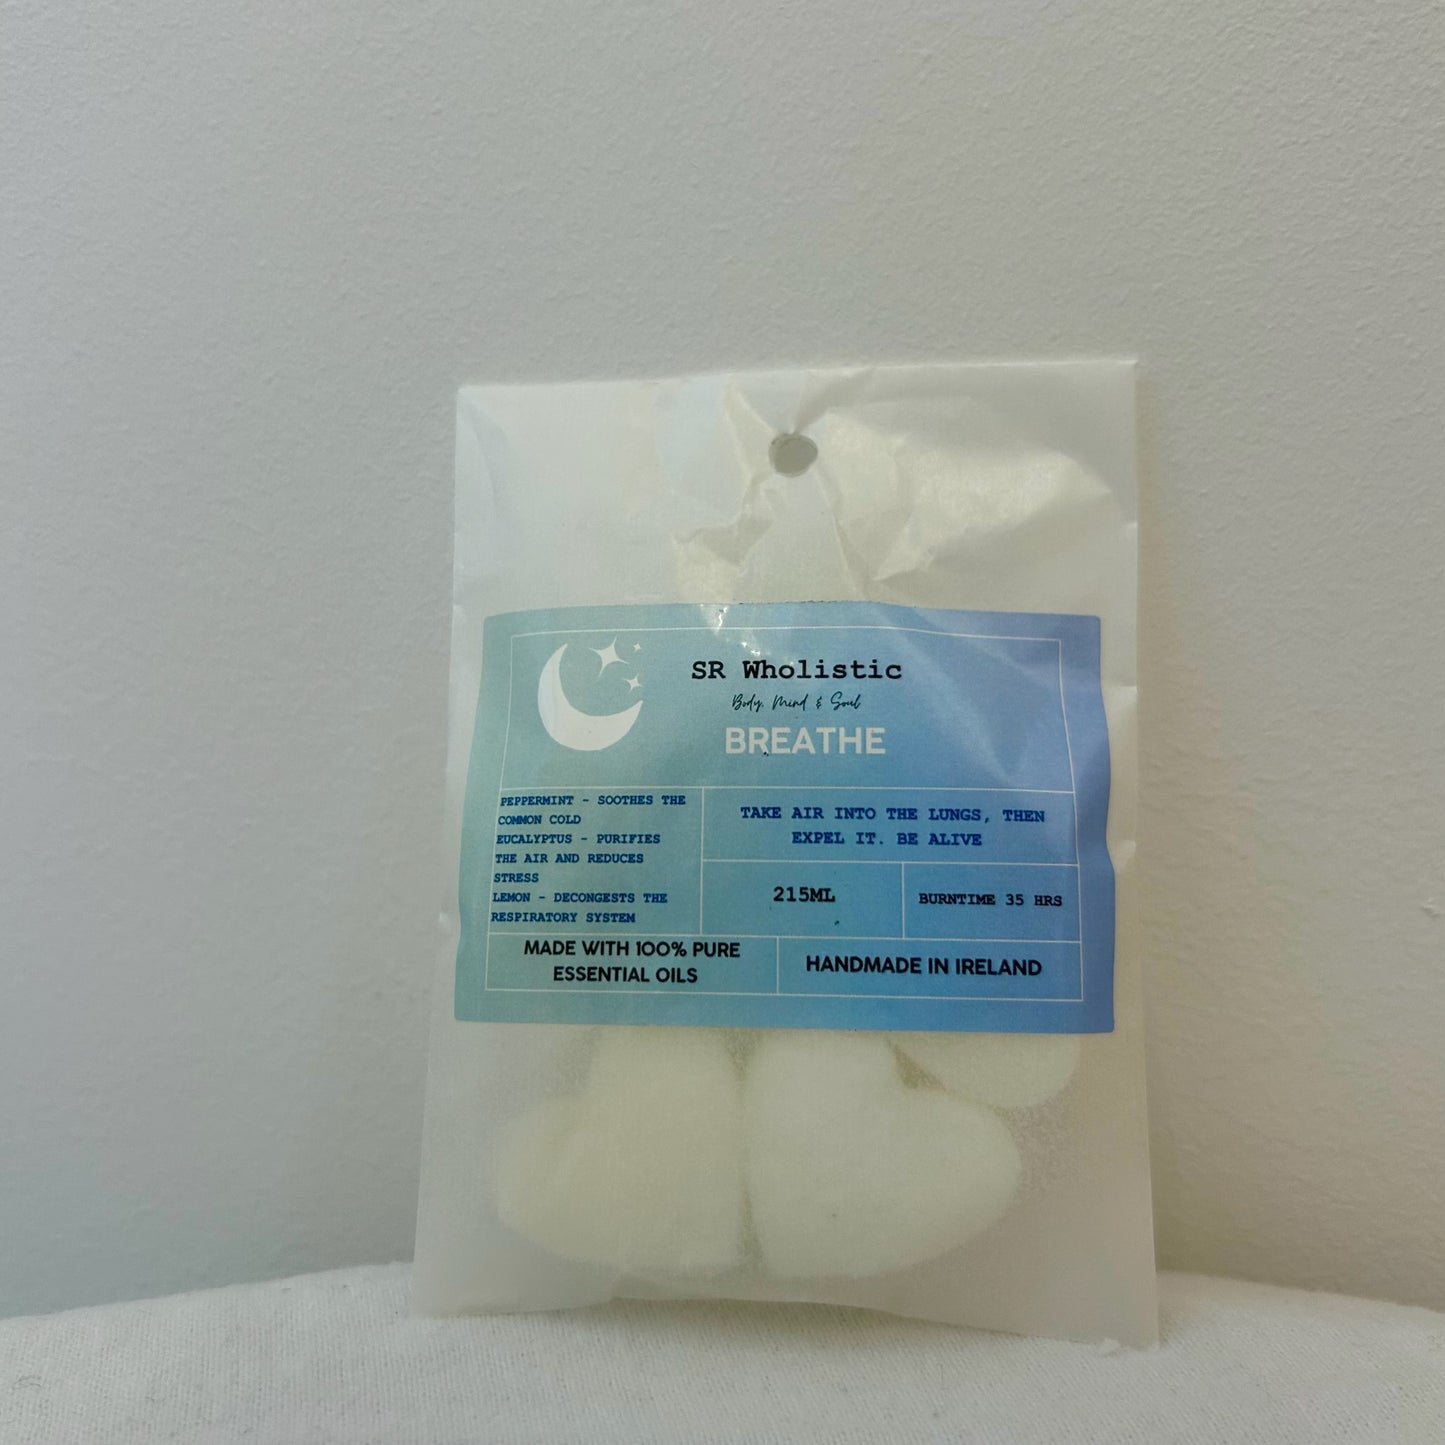 SR Wholistic
Body, Mind & Soul
BREATHE
PEPPERMINT - SOOTHES THE
COMMON COLD
EUCALYPTUS - PURIFIES
THE AIR AND REDUCES
STRESS
LEMON - DECONGESTS THE
RESPIRATORY SYSTEM
TAKE AIR INTO THE LUNGS, THEN
EXPEL IT. BE ALIVE
215ML
BURNTIME 35 HRS
MADE WITH 100% PURE
ESSENTIAL OILS
HANDMADE IN IRELAND